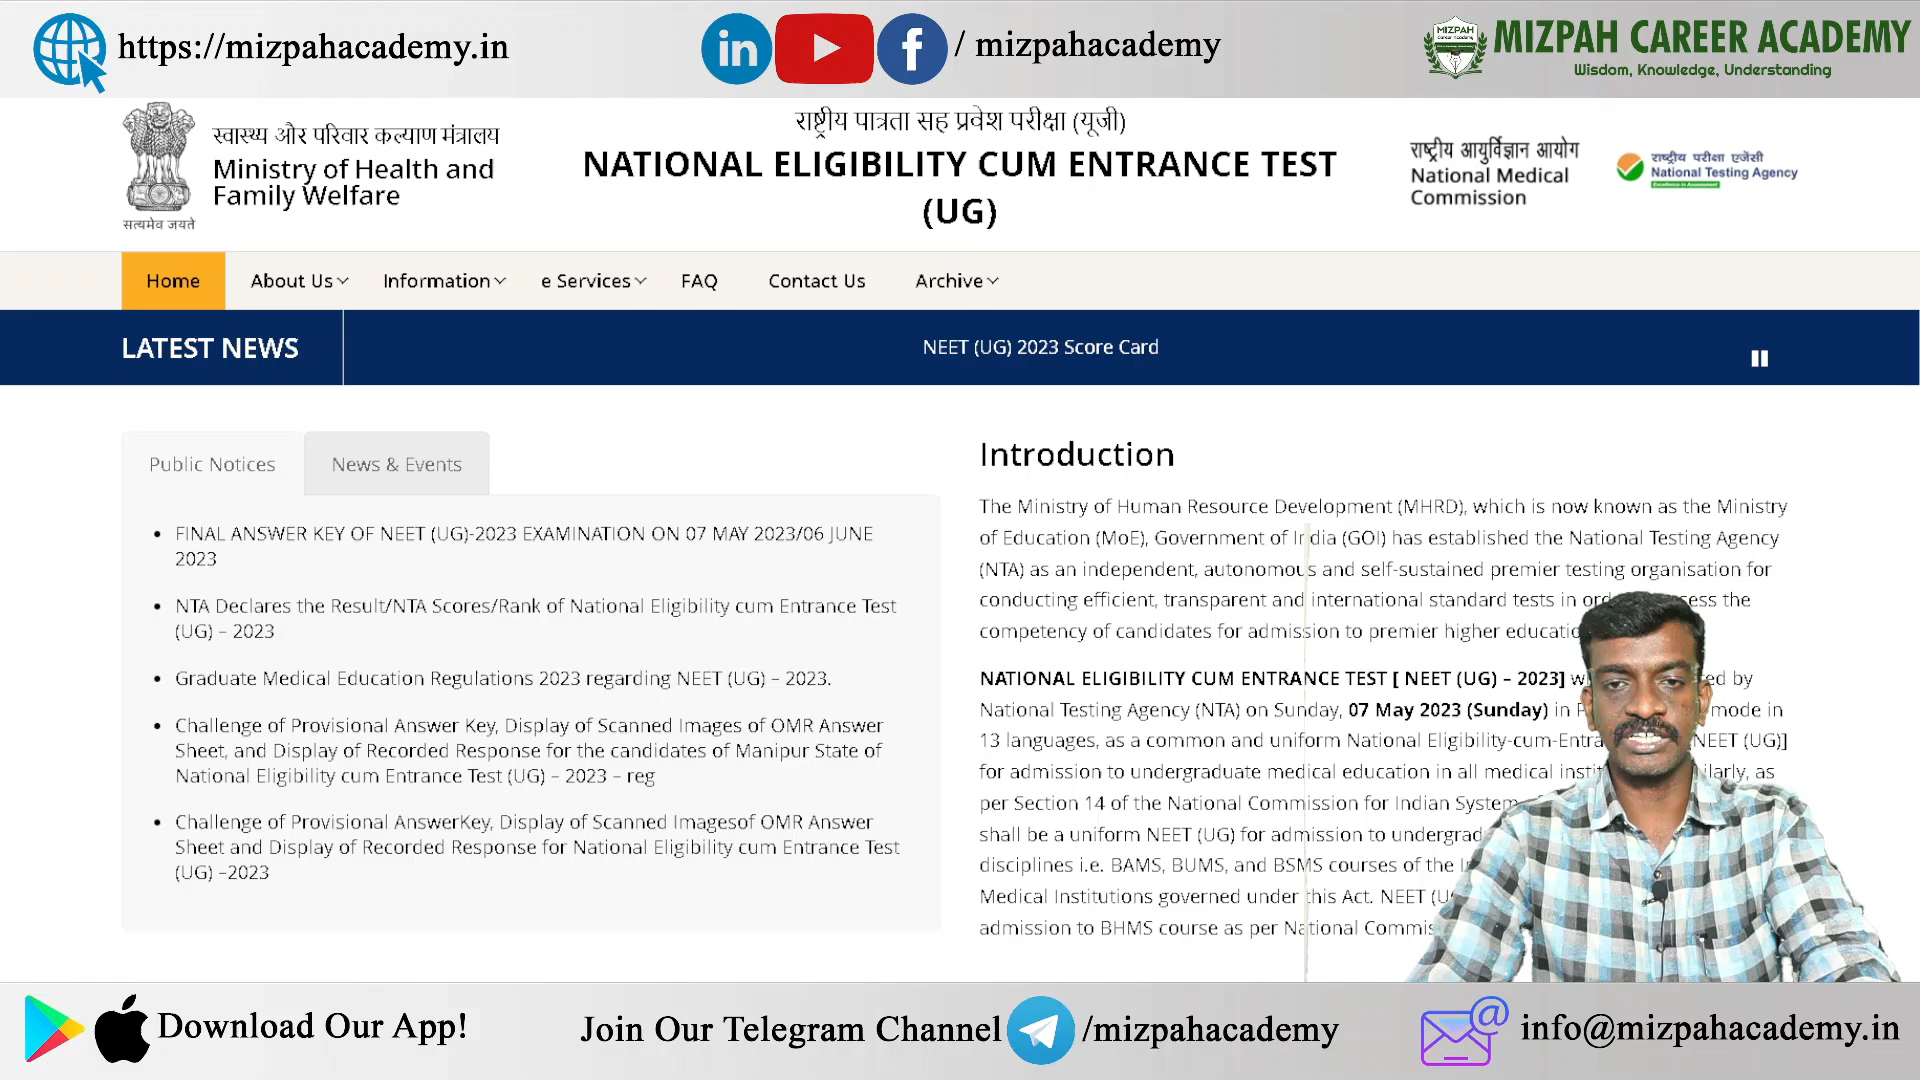 https://mizpahacademy.in
in
f
/ mizpahacademy
MIZPAH
MIZPAH CAREER ACADEMY
Wisdom, Knowledge, Understanding
सत्यमेव जयते
स्वास्थ्य और परिवार कल्याण मंत्रालय
Ministry of Health and
Family Welfare
राष्ट्रीय पात्रता सह प्रवेश परीक्षा (यूजी)
NATIONAL ELIGIBILITY CUM ENTRANCE TEST
(UG)
राष्ट्रीय आयुर्विज्ञान आयोग
National Medical
Commission
राष्ट्रीय परीक्षा एजेंसी
National Testing Agency
Excellence in Assessment
Home
About Us
Information
e Services
FAQ
Contact Us
Archive
LATEST NEWS
NEET (UG) 2023 Score Card
Public Notices
News & Events
• FINAL ANSWER KEY OF NEET (UG)-2023 EXAMINATION ON 07 MAY 2023/06 JUNE
2023
• NTA Declares the Result/NTA Scores/Rank of National Eligibility cum Entrance Test
(UG) – 2023
• Graduate Medical Education Regulations 2023 regarding NEET (UG) – 2023.
• Challenge of Provisional Answer Key, Display of Scanned Images of OMR Answer
Sheet, and Display of Recorded Response for the candidates of Manipur State of
National Eligibility cum Entrance Test (UG) – 2023 – reg
• Challenge of Provisional AnswerKey, Display of Scanned Imagesof OMR Answer
Sheet and Display of Recorded Response for National Eligibility cum Entrance Test
(UG) –2023
Introduction
The Ministry of Human Resource Development (MHRD), which is now known as the Ministry
of Education (MoE), Government of India (GOI) has established the National Testing Agency
(NTA) as an independent, autonomous and self-sustained premier testing organisation for
conducting efficient, transparent and international standard tests in the
competency of candidates for admission to premier higher
NATIONAL ELIGIBILITY CUM ENTRANCE TEST [ NEET (UG) – 2023] by
National Testing Agency (NTA) on Sunday, 07 May 2023 (Sunday) in mode in
13 languages, as a common and uniform National NEET (UG)]
for admission to undergraduate medical education in all medical as
per Section 14 of the National Commission for Indian
shall be a uniform NEET (UG) for admission to
disciplines i.e. BAMS, BUMS, and BSMS courses of the
Medical Institutions governed under this Act. NEET
admission to BHMS course as per National
Download Our App!
Join Our Telegram Channel
/mizpahacademy
@
info@mizpahacademy.in